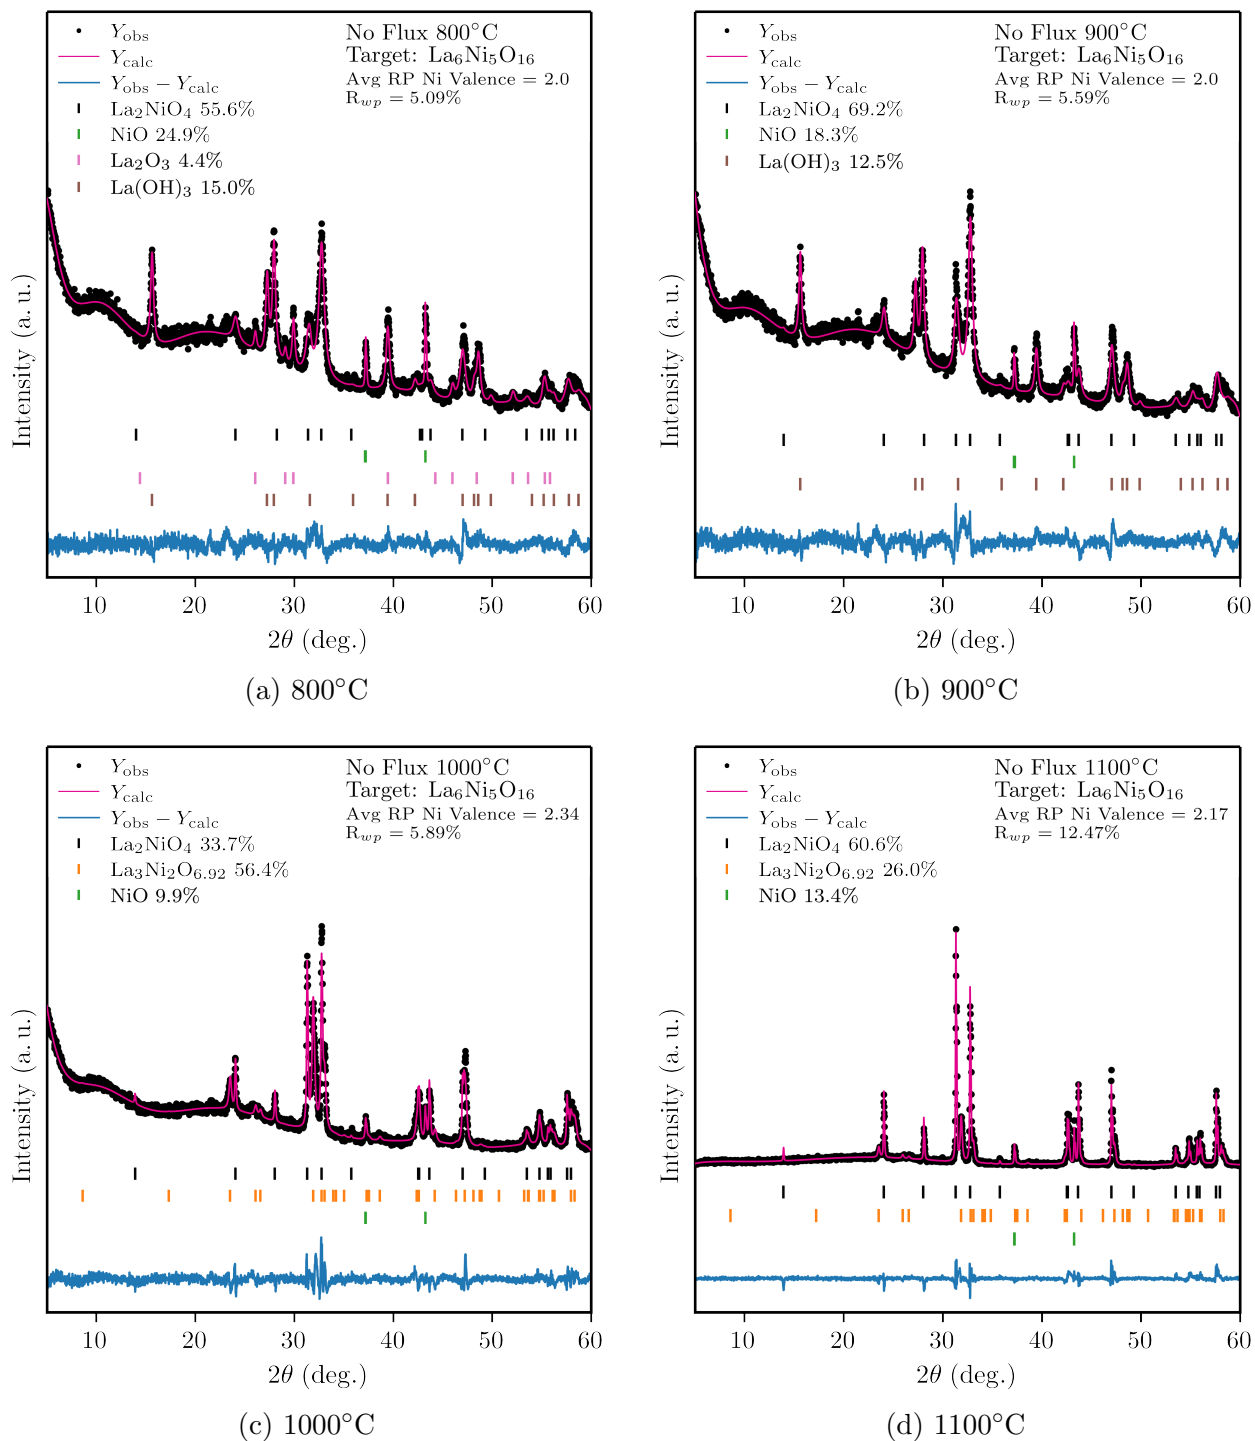 Y_obs
Y_calc
Y_obs − Y_calc
La₂NiO₄ 55.6%
NiO 24.9%
La₂O₃ 4.4%
La(OH)₃ 15.0%
No Flux 800°C
Target: La₆Ni₅O₁₆
Avg RP Ni Valence = 2.0
R_wp = 5.09%
Intensity (a. u.)
10 20 30 40 50 60
2θ (deg.)
(a) 800°C
Y_obs
Y_calc
Y_obs − Y_calc
La₂NiO₄ 69.2%
NiO 18.3%
La(OH)₃ 12.5%
No Flux 900°C
Target: La₆Ni₅O₁₆
Avg RP Ni Valence = 2.0
R_wp = 5.59%
Intensity (a. u.)
10 20 30 40 50 60
2θ (deg.)
(b) 900°C
Y_obs
Y_calc
Y_obs − Y_calc
La₂NiO₄ 33.7%
La₃Ni₂O₆.₉₂ 56.4%
NiO 9.9%
No Flux 1000°C
Target: La₆Ni₅O₁₆
Avg RP Ni Valence = 2.34
R_wp = 5.89%
Intensity (a. u.)
10 20 30 40 50 60
2θ (deg.)
(c) 1000°C
Y_obs
Y_calc
Y_obs − Y_calc
La₂NiO₄ 60.6%
La₃Ni₂O₆.₉₂ 26.0%
NiO 13.4%
No Flux 1100°C
Target: La₆Ni₅O₁₆
Avg RP Ni Valence = 2.17
R_wp = 12.47%
Intensity (a. u.)
10 20 30 40 50 60
2θ (deg.)
(d) 1100°C